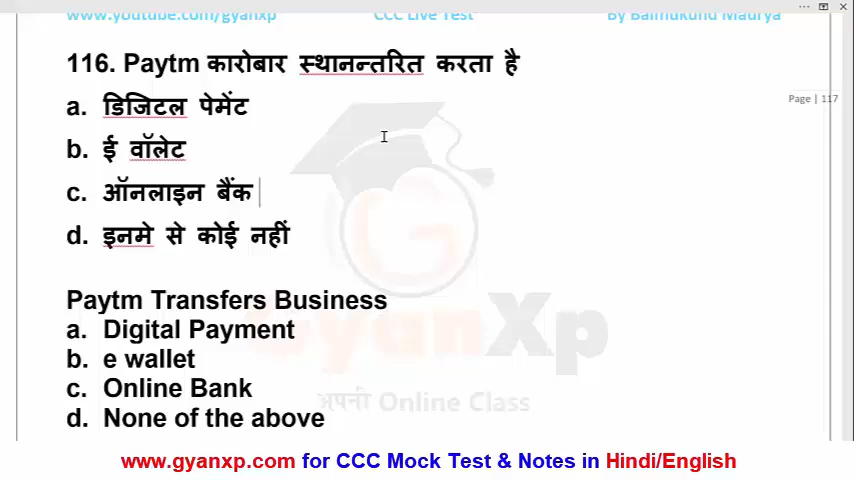 www.youtube.com/gyanxp CCC Live Test By Balmukund Maurya
116. Paytm कारोबार स्थानन्तरित करता है
Page | 117
a. डिजिटल पेमेंट
b. ई वॉलेट
c. ऑनलाइन बैंक
d. इनमे से कोई नहीं
Paytm Transfers Business
a. Digital Payment
b. e wallet
c. Online Bank
d. None of the above
GyanXp
अपनी Online Class
www.gyanxp.com for CCC Mock Test & Notes in Hindi/English